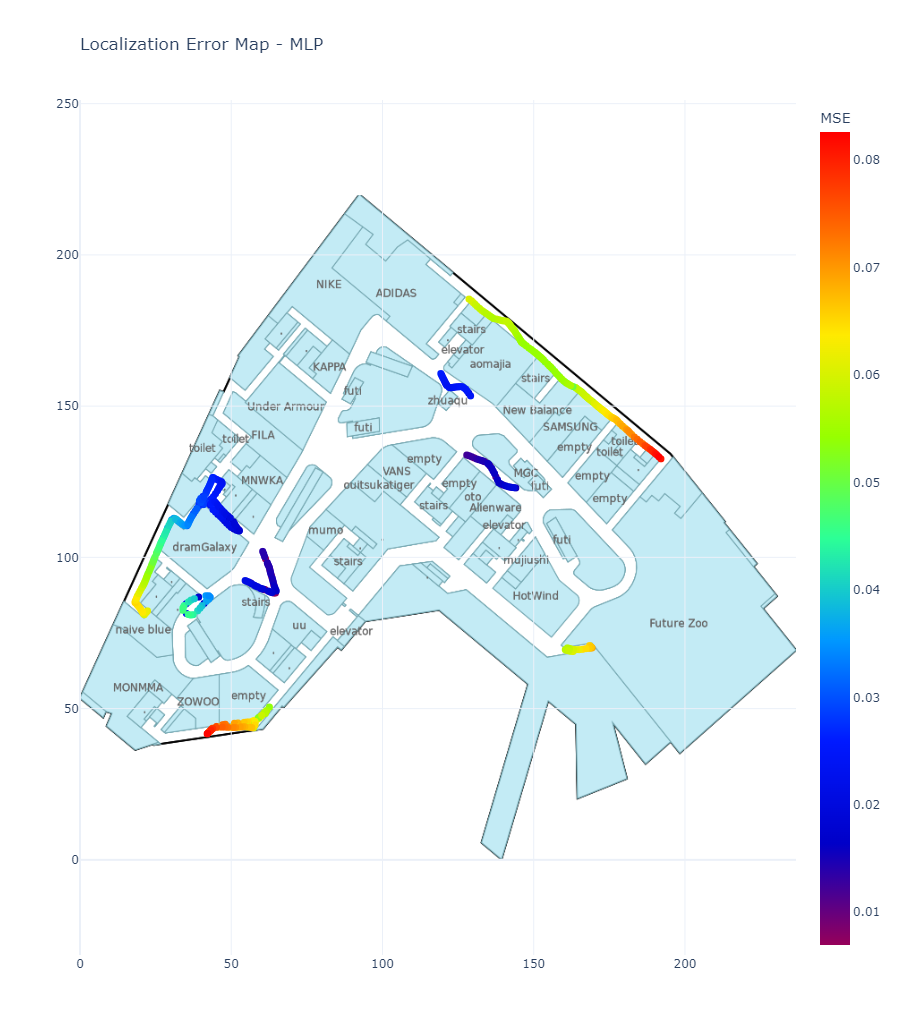 Localization Error Map - MLP
MSE
250
200
150
100
50
0
0
50
100
150
200
0.08
0.07
0.06
0.05
0.04
0.03
0.02
0.01
NIKE
ADIDAS
stairs
elevator
aomajia
KAPPA
stairs
futi
zhuaqu
Under Armour
New Balance
futi
SAMSUNG
FILA
toilet
toilet
toilet
empty
toilet
empty
VANS
MGC
empty
MNWKA
ouitsukatiger
empty
futi
oto
empty
stairs
Alienware
elevator
mumo
futi
dramGalaxy
stairs
mujiushi
HotWind
stairs
naive blue
uu
elevator
Future Zoo
MONMMA
empty
ZOWOO